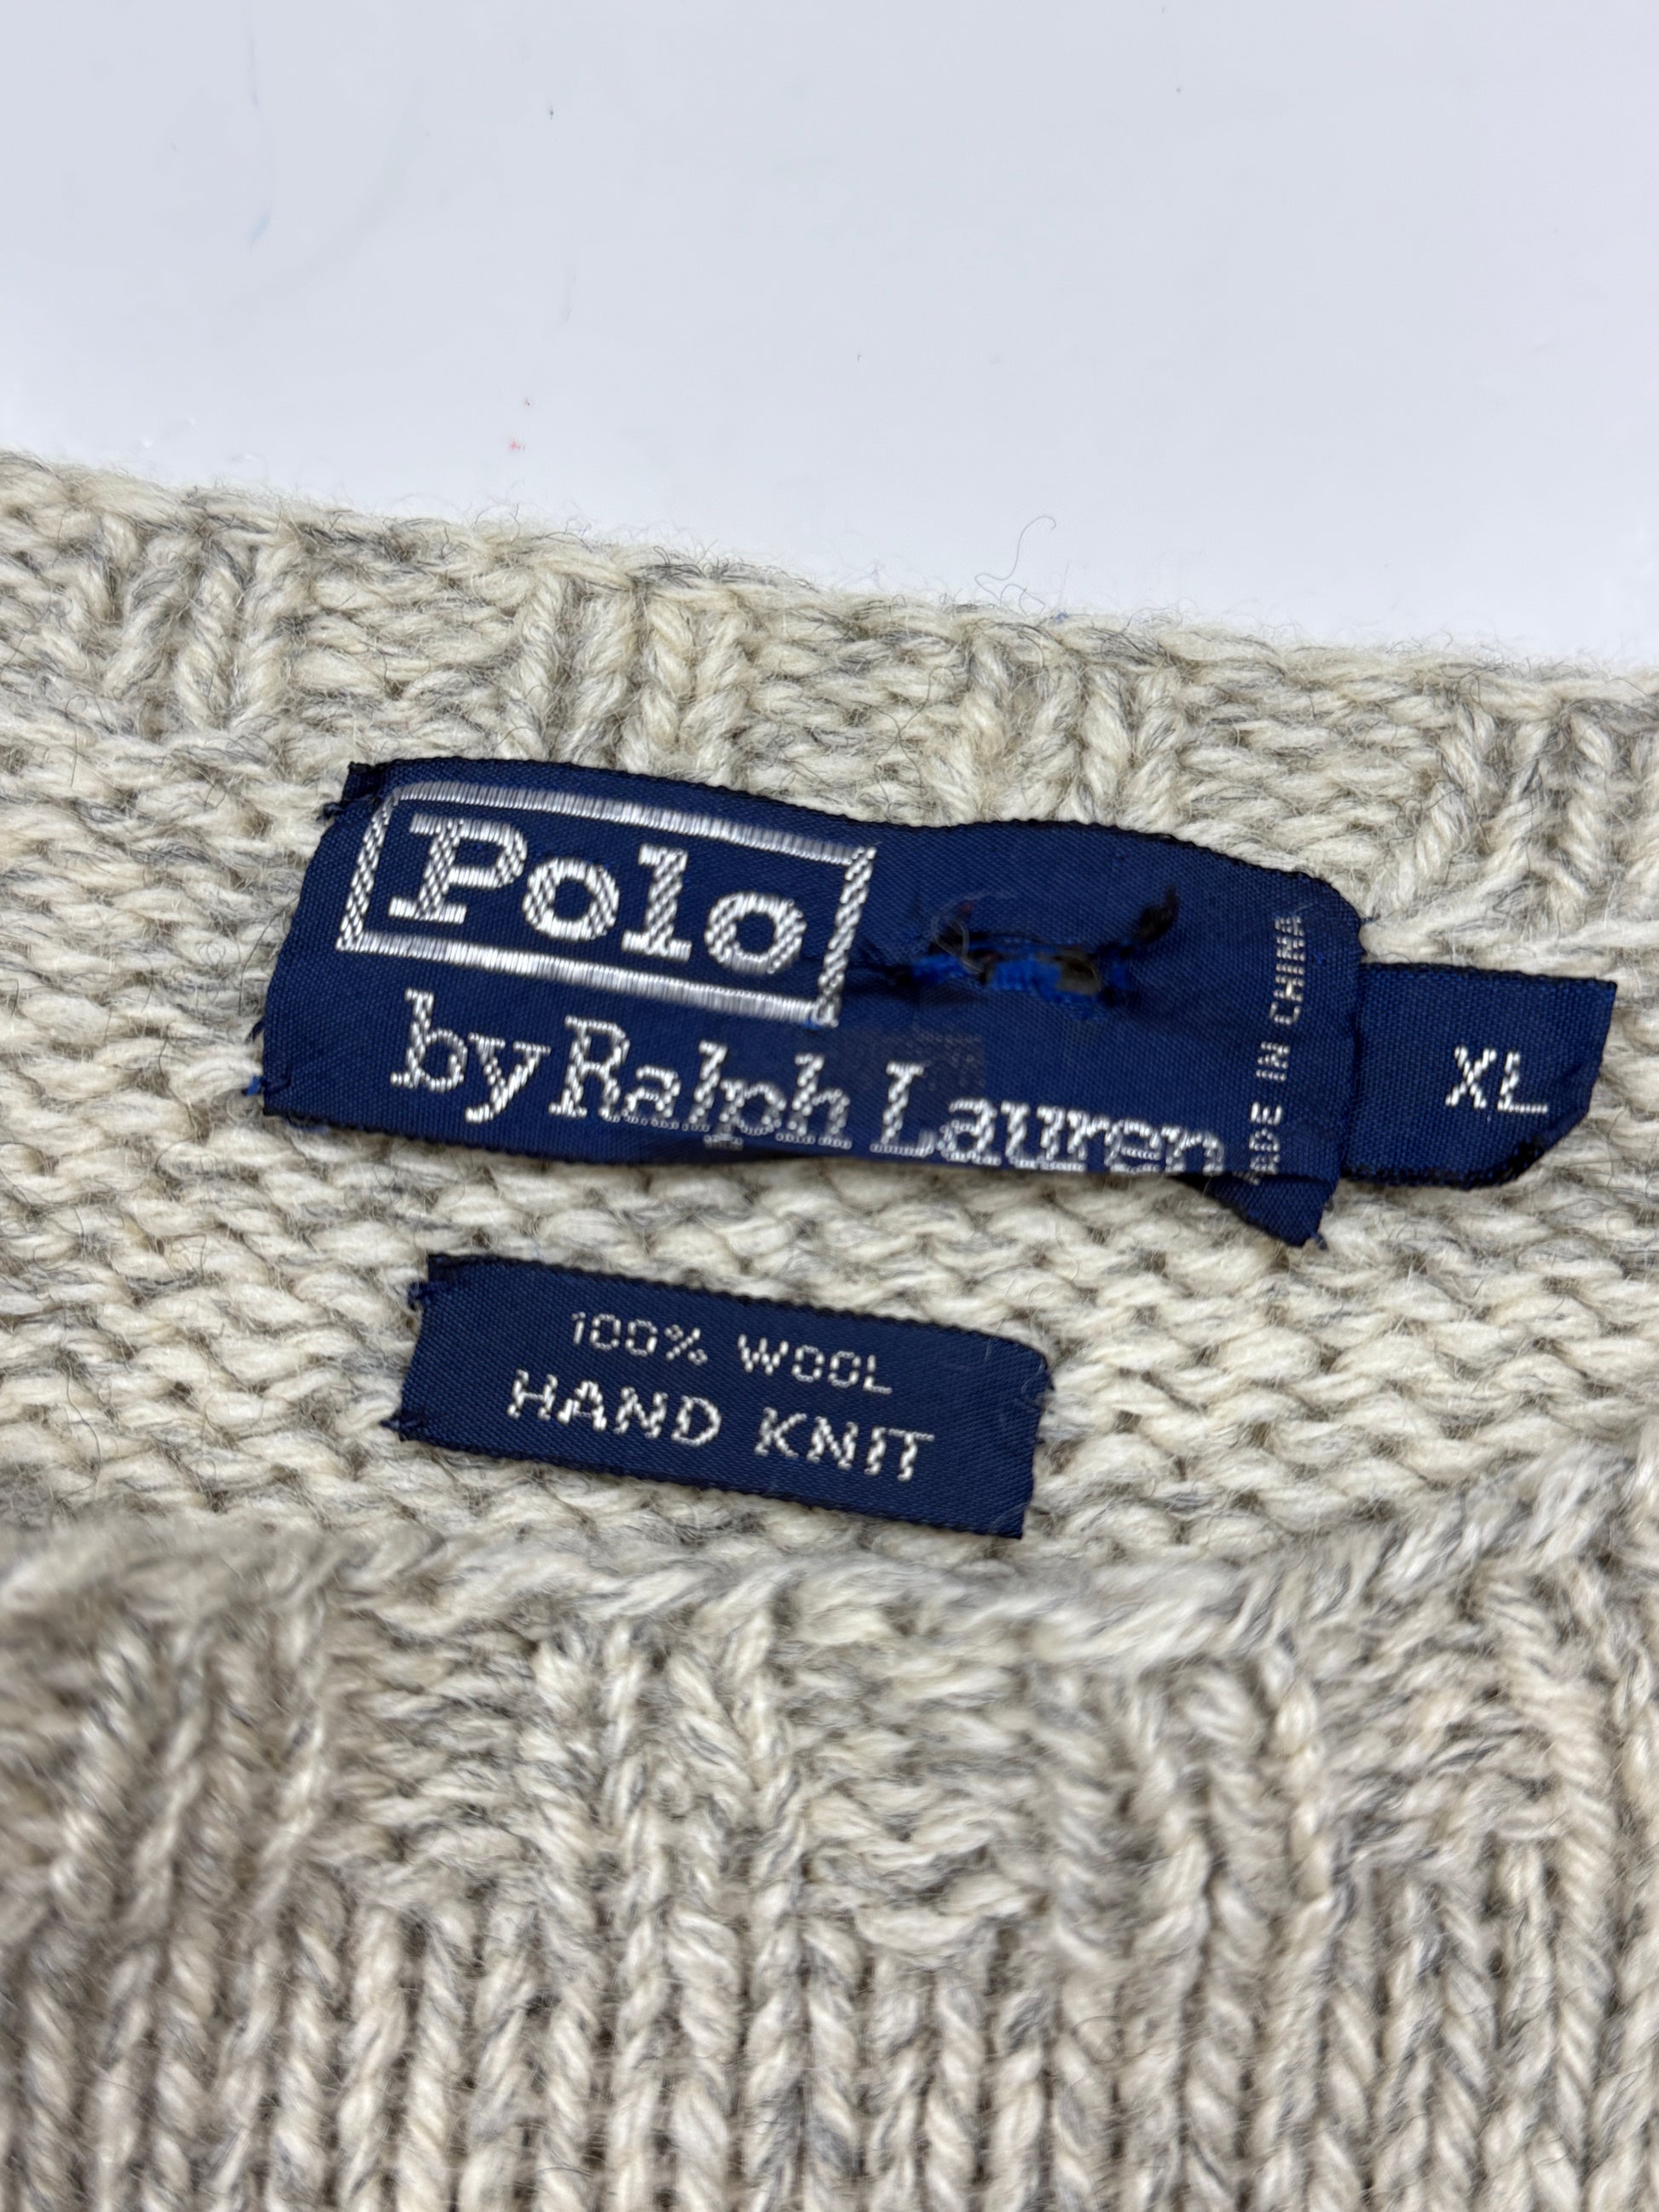 Polo
by Ralph Lauren
MADE IN CHINA
XL
100% WOOL
HAND KNIT